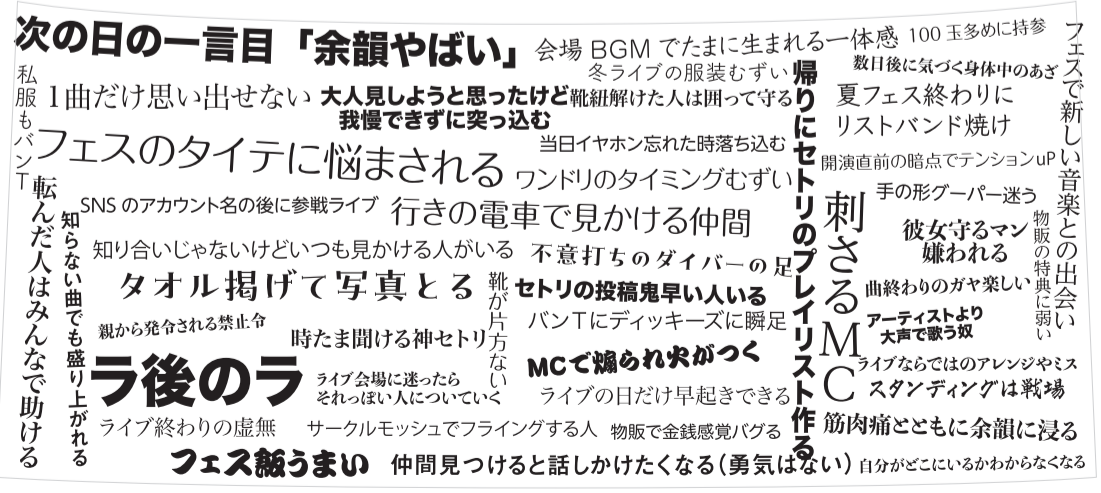 次の日の一言目「余韻やばい」
会場 BGM でたまに生まれる一体感
100 玉多めに持参
フェスで新しい音楽との出会い
私服もバンT
冬ライブの服装むずい
帰りにセトリのプレイリスト作る
数日後に気づく身体中のあざ
1曲だけ思い出せない
大人見しようと思ったけど
我慢できずに突っ込む
靴紐解けた人は囲って守る
夏フェス終わりに
リストバンド焼け
フェスのタイテに悩まされる
当日イヤホン忘れた時落ち込む
開演直前の暗点でテンションuP
ワンドリのタイミングむずい
転んだ人はみんなで助ける
知らない曲でも盛り上がれる
SNS のアカウント名の後に参戦ライブ
行きの電車で見かける仲間
刺さるMC
手の形グーパー迷う
彼女守るマン
嫌われる
物販の特典に弱い
知り合いじゃないけどいつも見かける人がいる
不意打ちのダイバーの足
タオル掲げて写真とる
靴が片方ない
セトリの投稿鬼早い人いる
曲終わりのガヤ楽しい
親から発令される禁止令
時たま聞ける神セトリ
バンTにディッキーズに瞬足
アーティストより
大声で歌う奴
ラ後のラ
ライブ会場に迷ったら
それっぽい人についていく
MCで煽られ火がつく
ライブならではのアレンジやミス
ライブの日だけ早起きできる
スタンディングは戦場
ライブ終わりの虚無
サークルモッシュでフライングする人
物販で金銭感覚バグる
筋肉痛とともに余韻に浸る
フェス飯うまい
仲間見つけると話しかけたくなる(勇気はない)
自分がどこにいるかわからなくなる